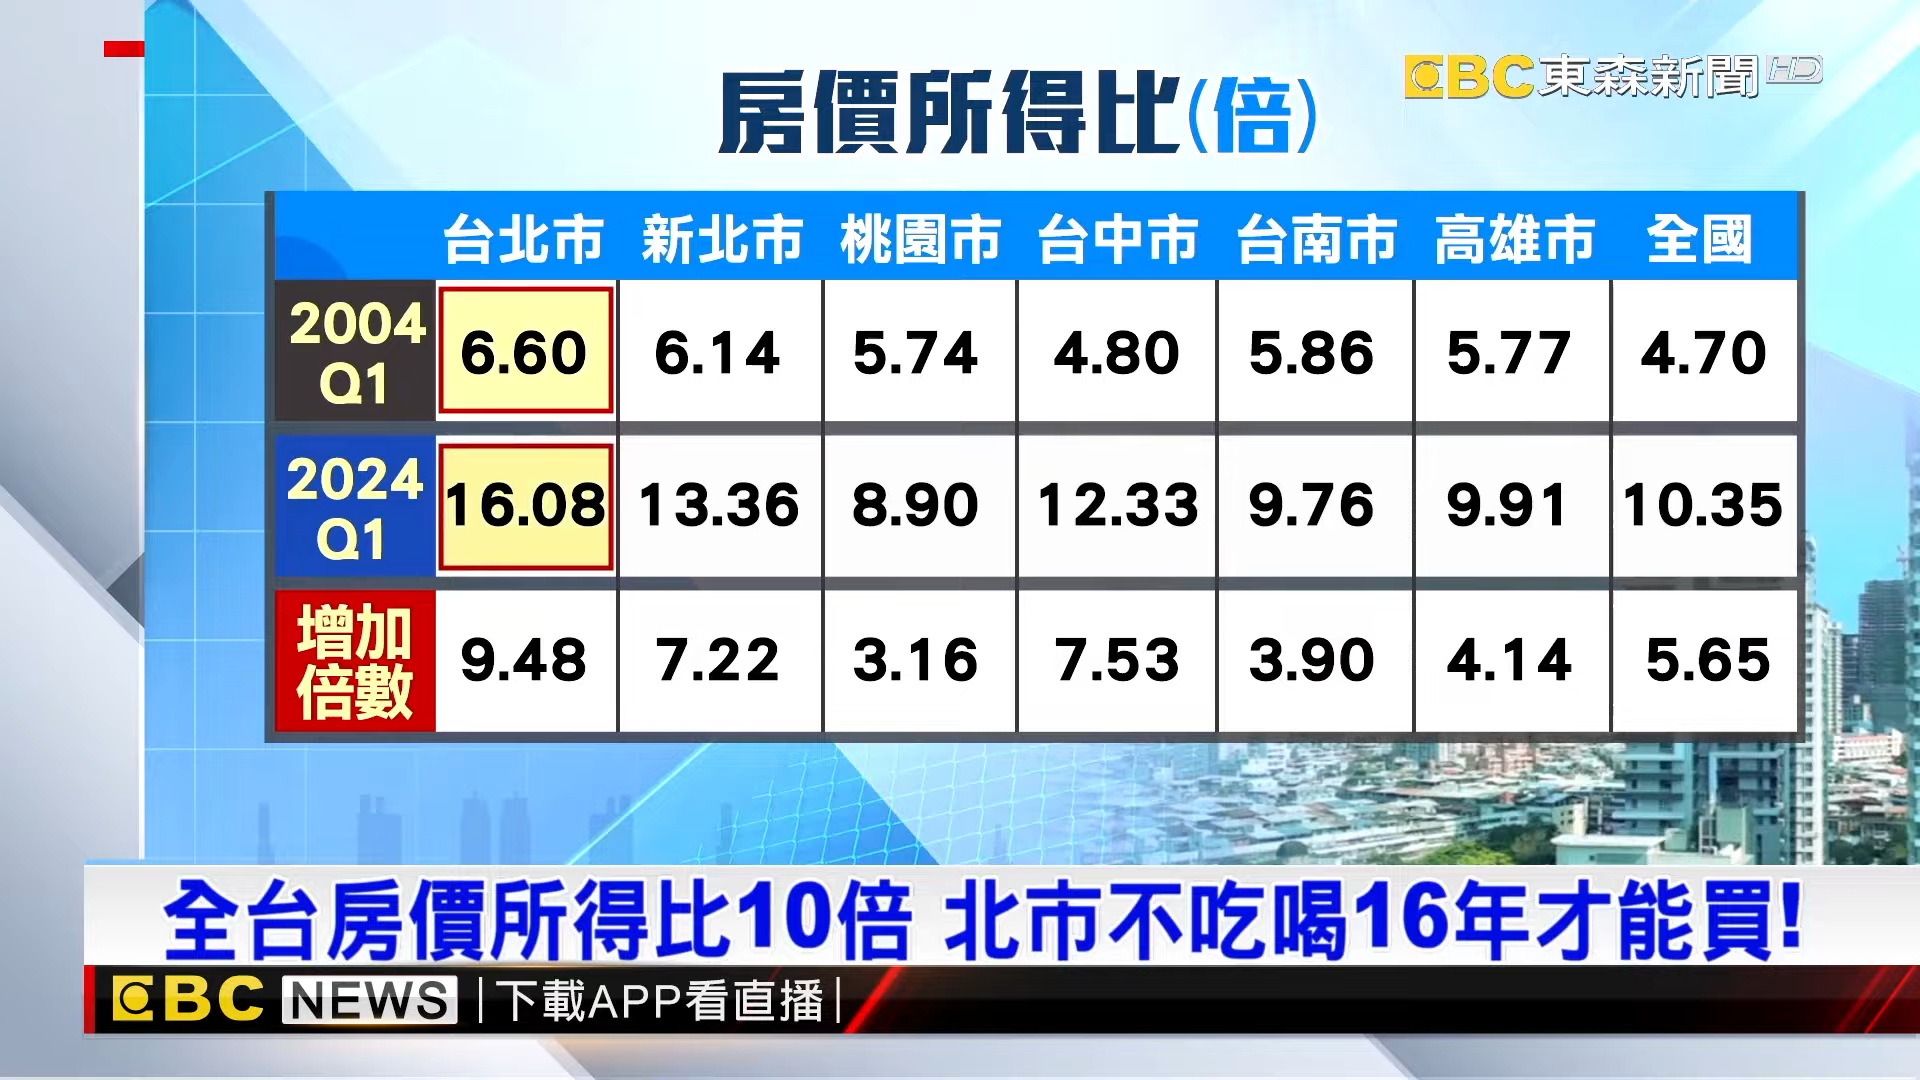 房價所得比(倍)
EBC東森新聞HD
台北市 新北市 桃園市 台中市 台南市 高雄市 全國
2004 Q1 6.60 6.14 5.74 4.80 5.86 5.77 4.70
2024 Q1 16.08 13.36 8.90 12.33 9.76 9.91 10.35
增加倍數 9.48 7.22 3.16 7.53 3.90 4.14 5.65
全台房價所得比10倍 北市不吃喝16年才能買!
EBC NEWS 下載APP看直播